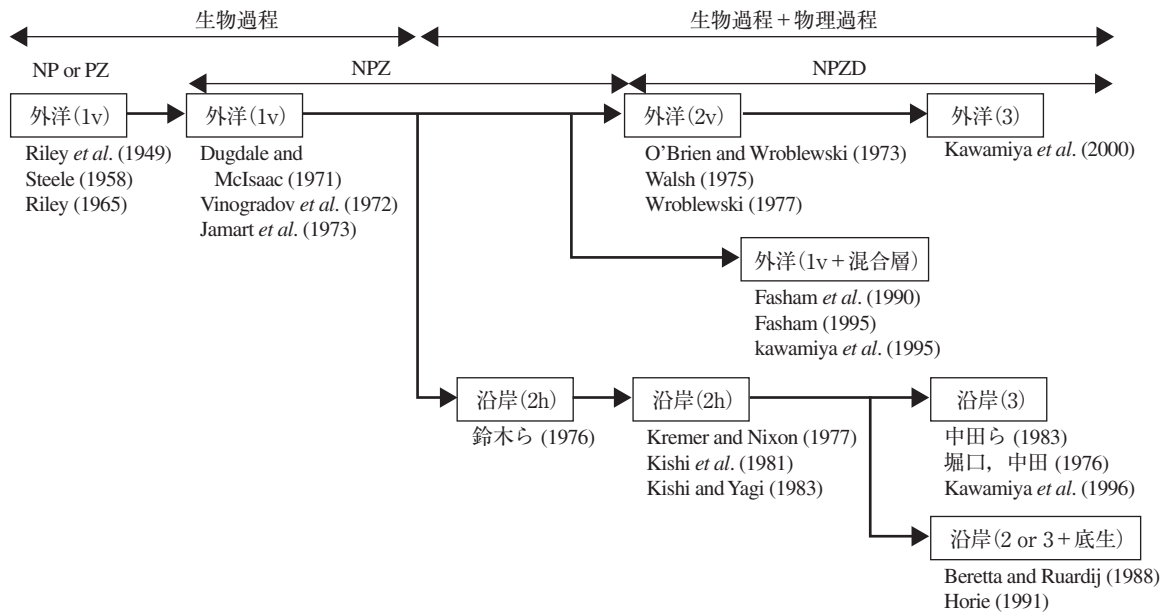 生物過程
生物過程＋物理過程
NP or PZ
NPZ
NPZD
外洋(1v)
Riley et al. (1949)
Steele (1958)
Riley (1965)
外洋(1v)
Dugdale and
McIsaac (1971)
Vinogradov et al. (1972)
Jamart et al. (1973)
外洋(2v)
O'Brien and Wroblewski (1973)
Walsh (1975)
Wroblewski (1977)
外洋(3)
Kawamiya et al. (2000)
外洋(1v＋混合層)
Fasham et al. (1990)
Fasham (1995)
kawamiya et al. (1995)
沿岸(2h)
鈴木ら (1976)
沿岸(2h)
Kremer and Nixon (1977)
Kishi et al. (1981)
Kishi and Yagi (1983)
沿岸(3)
中田ら (1983)
堀口，中田 (1976)
Kawamiya et al. (1996)
沿岸(2 or 3＋底生)
Beretta and Ruardij (1988)
Horie (1991)